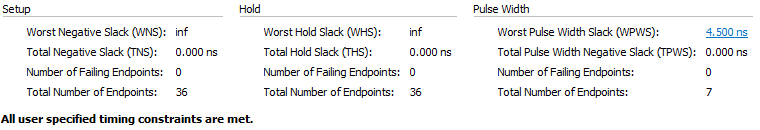 Setup Hold Pulse Width
Worst Negative Slack (WNS): inf Worst Hold Slack (WHS): inf Worst Pulse Width Slack (WPWS): 4.500 ns
Total Negative Slack (TNS): 0.000 ns Total Hold Slack (THS): 0.000 ns Total Pulse Width Negative Slack (TPWS): 0.000 ns
Number of Failing Endpoints: 0 Number of Failing Endpoints: 0 Number of Failing Endpoints: 0
Total Number of Endpoints: 36 Total Number of Endpoints: 36 Total Number of Endpoints: 7
All user specified timing constraints are met.